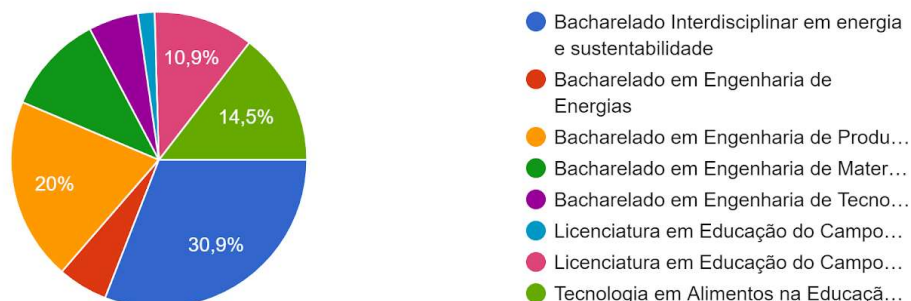 10,9%
14,5%
20%
30,9%
Bacharelado Interdisciplinar em energia
e sustentabilidade
Bacharelado em Engenharia de
Energias
Bacharelado em Engenharia de Produ…
Bacharelado em Engenharia de Mater…
Bacharelado em Engenharia de Tecno…
Licenciatura em Educação do Campo…
Licenciatura em Educação do Campo…
Tecnologia em Alimentos na Educaçã…